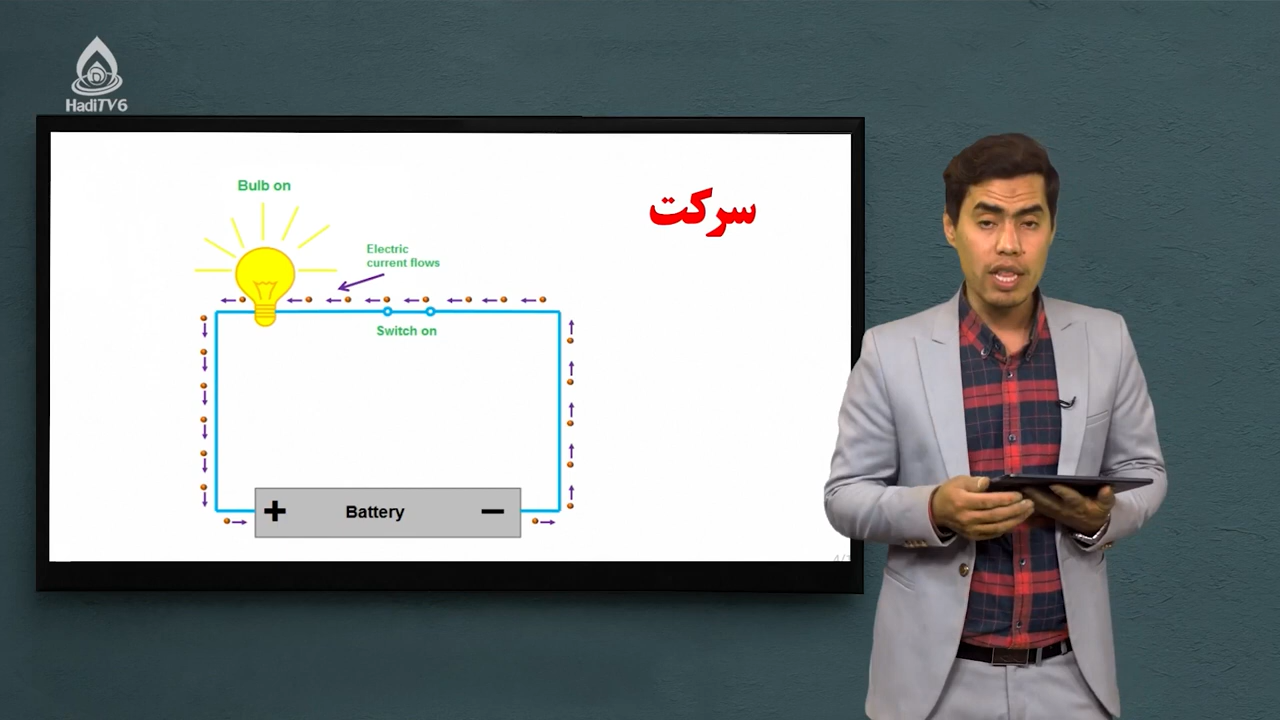 HadiTV6
Bulb on
سرکت
Electric
current flows
Switch on
+ Battery −